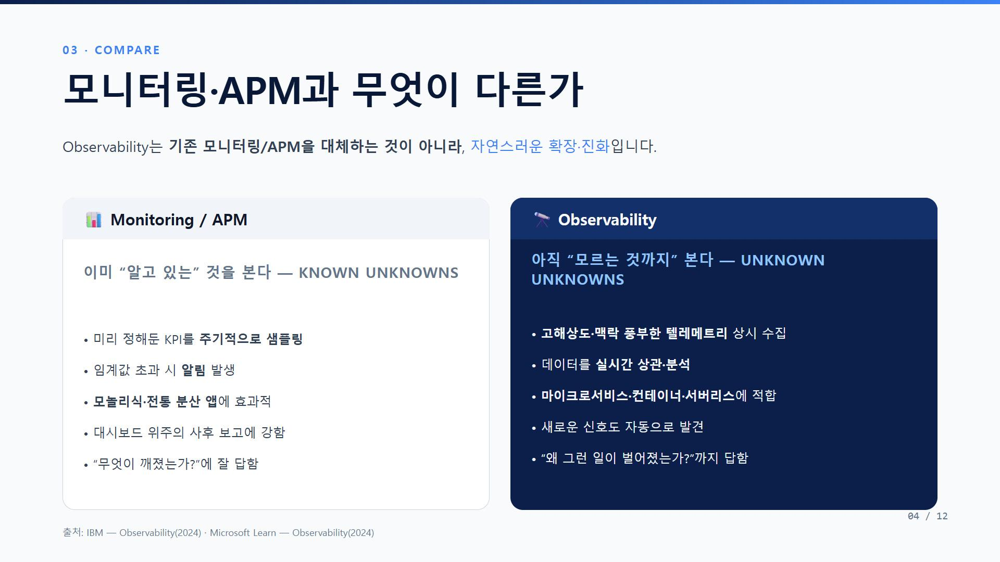 03 · COMPARE
모니터링·APM과 무엇이 다른가
Observability는 기존 모니터링/APM을 대체하는 것이 아니라, 자연스러운 확장·진화입니다.
Monitoring / APM
이미 “알고 있는” 것을 본다 — KNOWN UNKNOWNS
• 미리 정해둔 KPI를 주기적으로 샘플링
• 임계값 초과 시 알림 발생
• 모놀리식·전통 분산 앱에 효과적
• 대시보드 위주의 사후 보고에 강함
• “무엇이 깨졌는가?”에 잘 답함
Observability
아직 “모르는 것까지” 본다 — UNKNOWN
UNKNOWNS
• 고해상도·맥락 풍부한 텔레메트리 상시 수집
• 데이터를 실시간 상관·분석
• 마이크로서비스·컨테이너·서버리스에 적합
• 새로운 신호도 자동으로 발견
• “왜 그런 일이 벌어졌는가?”까지 답함
04 / 12
출처: IBM — Observability(2024) · Microsoft Learn — Observability(2024)